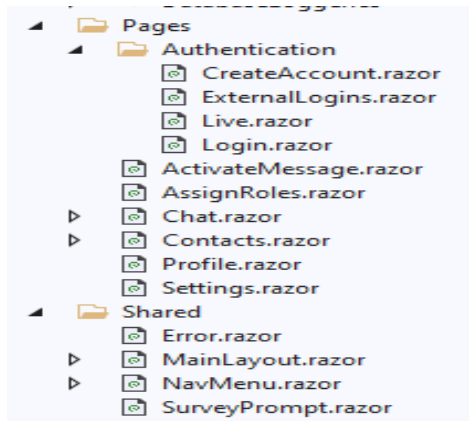 Pages
Authentication
CreateAccount.razor
ExternalLogins.razor
Live.razor
Login.razor
ActivateMessage.razor
AssignRoles.razor
Chat.razor
Contacts.razor
Profile.razor
Settings.razor
Shared
Error.razor
MainLayout.razor
NavMenu.razor
SurveyPrompt.razor